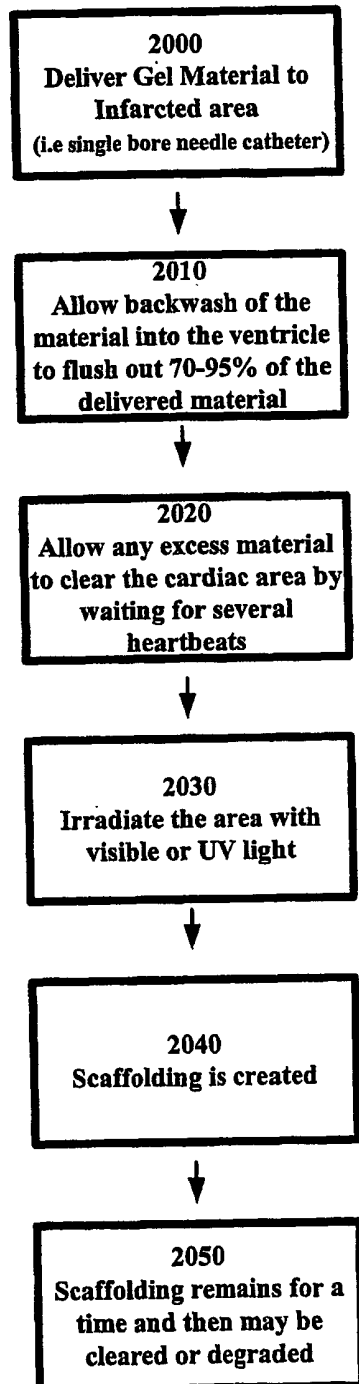 2000
Deliver Gel Material to
Infarcted area
(i.e single bore needle catheter)
2010
Allow backwash of the
material into the ventricle
to flush out 70-95% of the
delivered material
2020
Allow any excess material
to clear the cardiac area by
waiting for several
heartbeats
2030
Irradiate the area with
visible or UV light
2040
Scaffolding is created
2050
Scaffolding remains for a
time and then may be
cleared or degraded